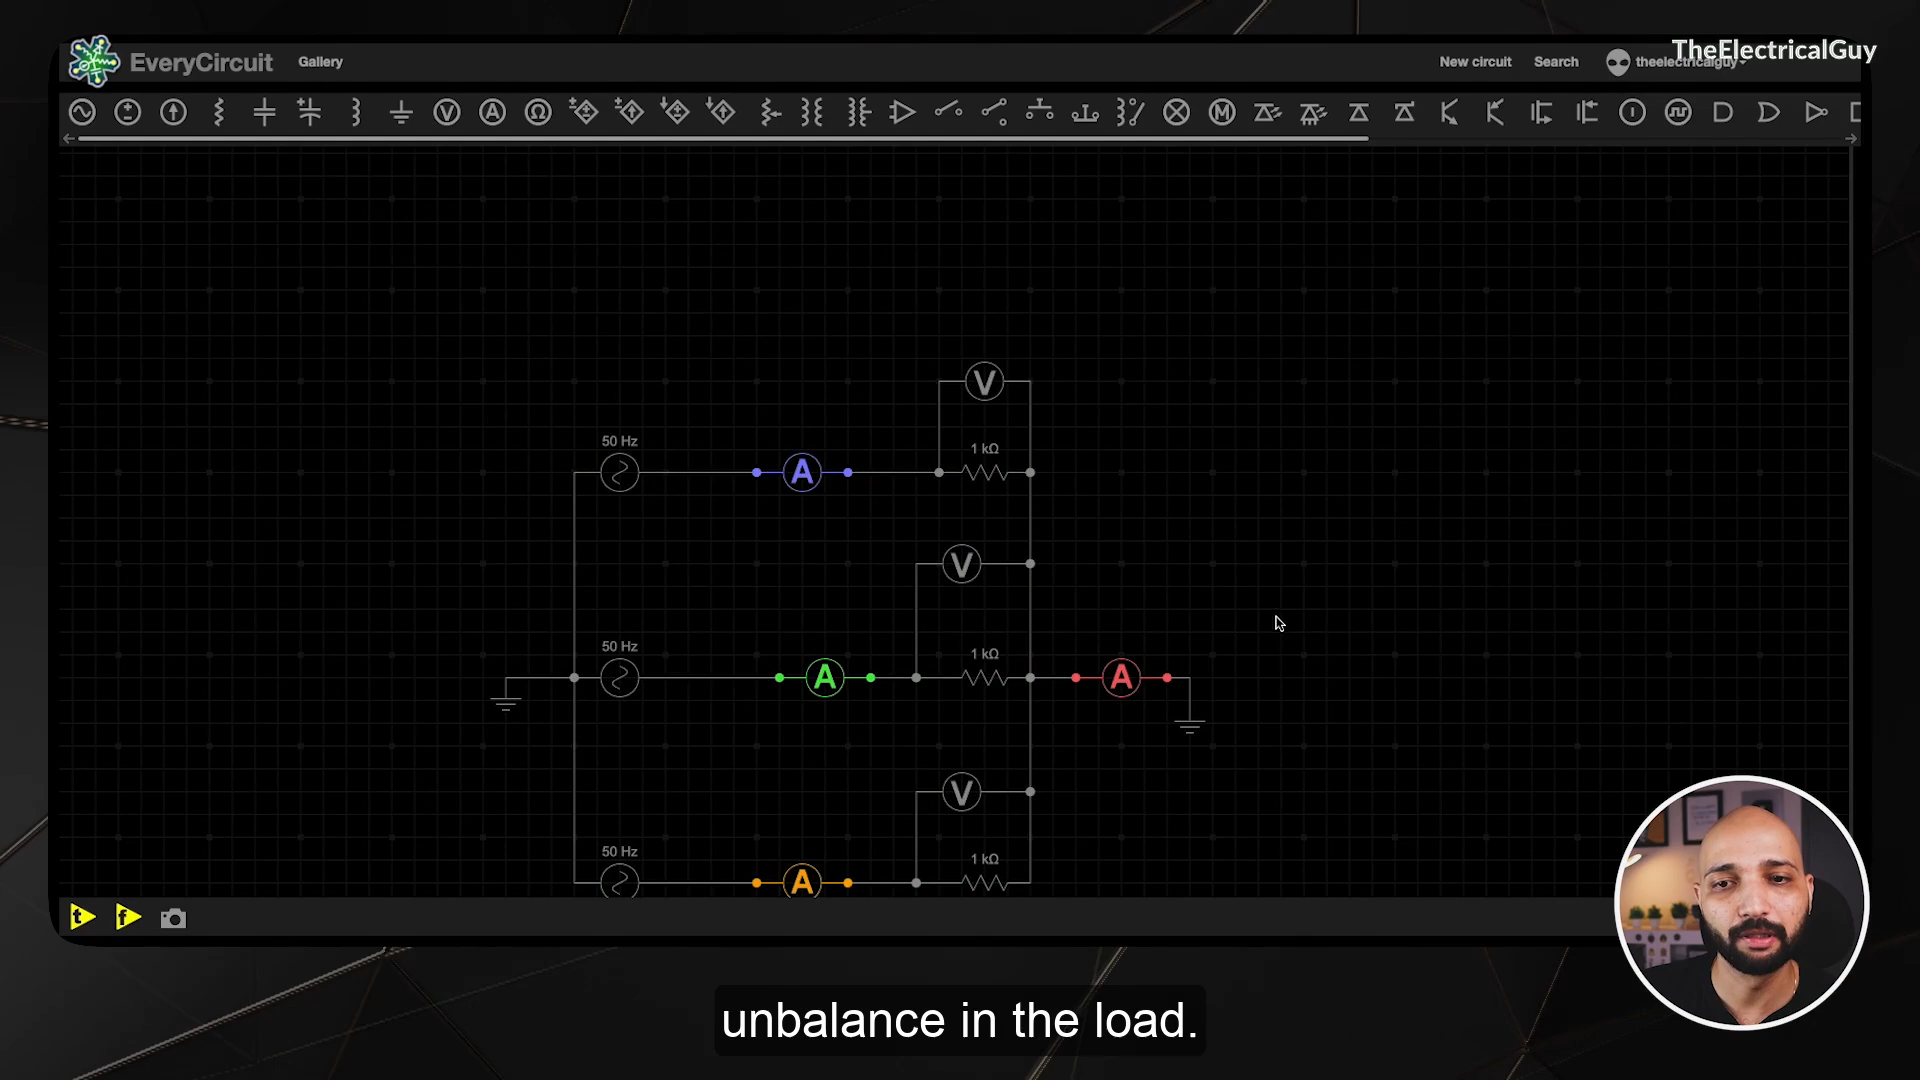 EveryCircuit
Gallery
New circuit
Search
theelectricalguy
TheElectricalGuy
V
50 Hz
A
1 kΩ
V
50 Hz
A
1 kΩ
A
V
50 Hz
A
1 kΩ
t
f
unbalance in the load.